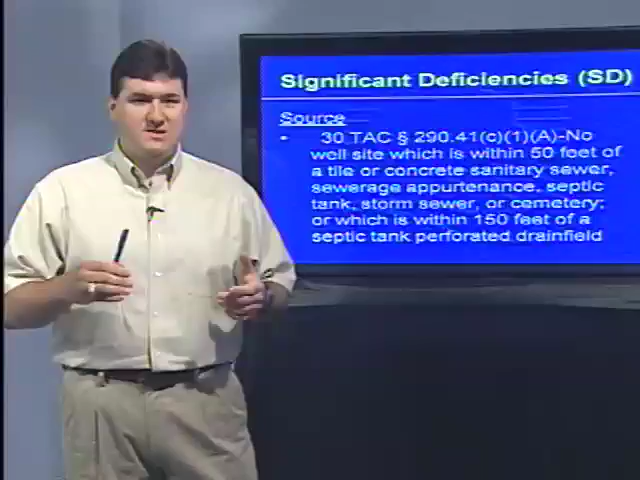 Significant Deficiencies (SD)
Source
• 30 TAC § 290.41(c)(1)(A)-No
well site which is within 50 feet of
a tile or concrete sanitary sewer,
sewerage appurtenance, septic
tank, storm sewer, or cemetery;
or which is within 150 feet of a
septic tank perforated drainfield